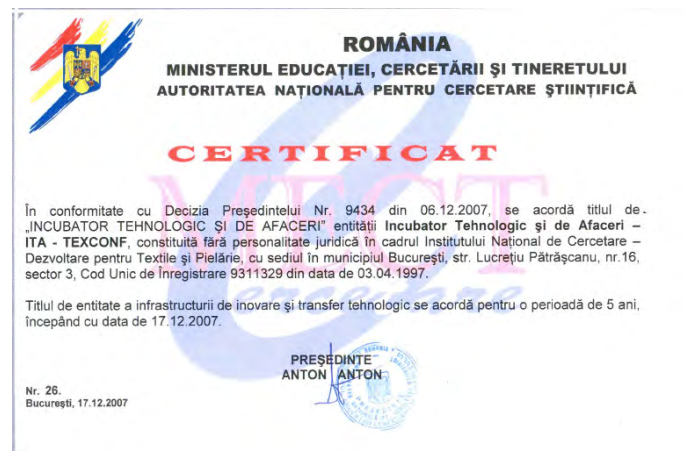 ROMÂNIA
MINISTERUL EDUCAŢIEI, CERCETĂRII ŞI TINERETULUI
AUTORITATEA NAŢIONALĂ PENTRU CERCETARE ŞTIINŢIFICĂ
CERTIFICAT
MECT
Cercetare
În conformitate cu Decizia Preşedintelui Nr. 9434 din 06.12.2007, se acordă titlul de
„INCUBATOR TEHNOLOGIC ŞI DE AFACERI” entităţii Incubator Tehnologic şi de Afaceri –
ITA - TEXCONF, constituită fără personalitate juridică în cadrul Institutului Naţional de Cercetare –
Dezvoltare pentru Textile şi Pielărie, cu sediul în municipiul Bucureşti, str. Lucreţiu Pătrăşcanu, nr.16,
sector 3, Cod Unic de Înregistrare 9311329 din data de 03.04.1997.
Titlul de entitate a infrastructurii de inovare şi transfer tehnologic se acordă pentru o perioadă de 5 ani,
începând cu data de 17.12.2007.
PREŞEDINTE
ANTON ANTON
Nr. 26.
Bucureşti, 17.12.2007